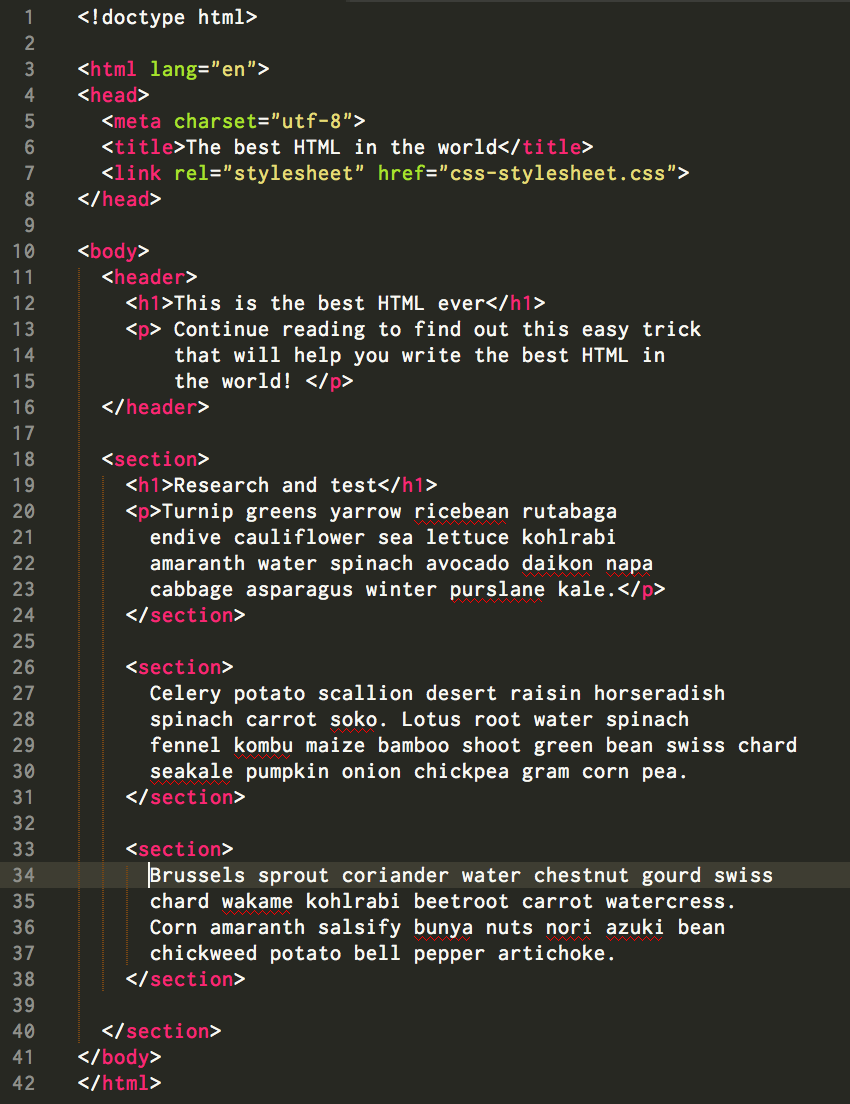 1 <!doctype html>
2
3 <html lang="en">
4 <head>
5   <meta charset="utf-8">
6   <title>The best HTML in the world</title>
7   <link rel="stylesheet" href="css-stylesheet.css">
8 </head>
9
10 <body>
11   <header>
12     <h1>This is the best HTML ever</h1>
13     <p> Continue reading to find out this easy trick
14         that will help you write the best HTML in
15         the world! </p>
16   </header>
17
18   <section>
19     <h1>Research and test</h1>
20     <p>Turnip greens yarrow ricebean rutabaga
21       endive cauliflower sea lettuce kohlrabi
22       amaranth water spinach avocado daikon napa
23       cabbage asparagus winter purslane kale.</p>
24     </section>
25
26     <section>
27       Celery potato scallion desert raisin horseradish
28       spinach carrot soko. Lotus root water spinach
29       fennel kombu maize bamboo shoot green bean swiss chard
30       seakale pumpkin onion chickpea gram corn pea.
31     </section>
32
33     <section>
34       Brussels sprout coriander water chestnut gourd swiss
35       chard wakame kohlrabi beetroot carrot watercress.
36       Corn amaranth salsify bunya nuts nori azuki bean
37       chickweed potato bell pepper artichoke.
38     </section>
39
40   </section>
41 </body>
42 </html>